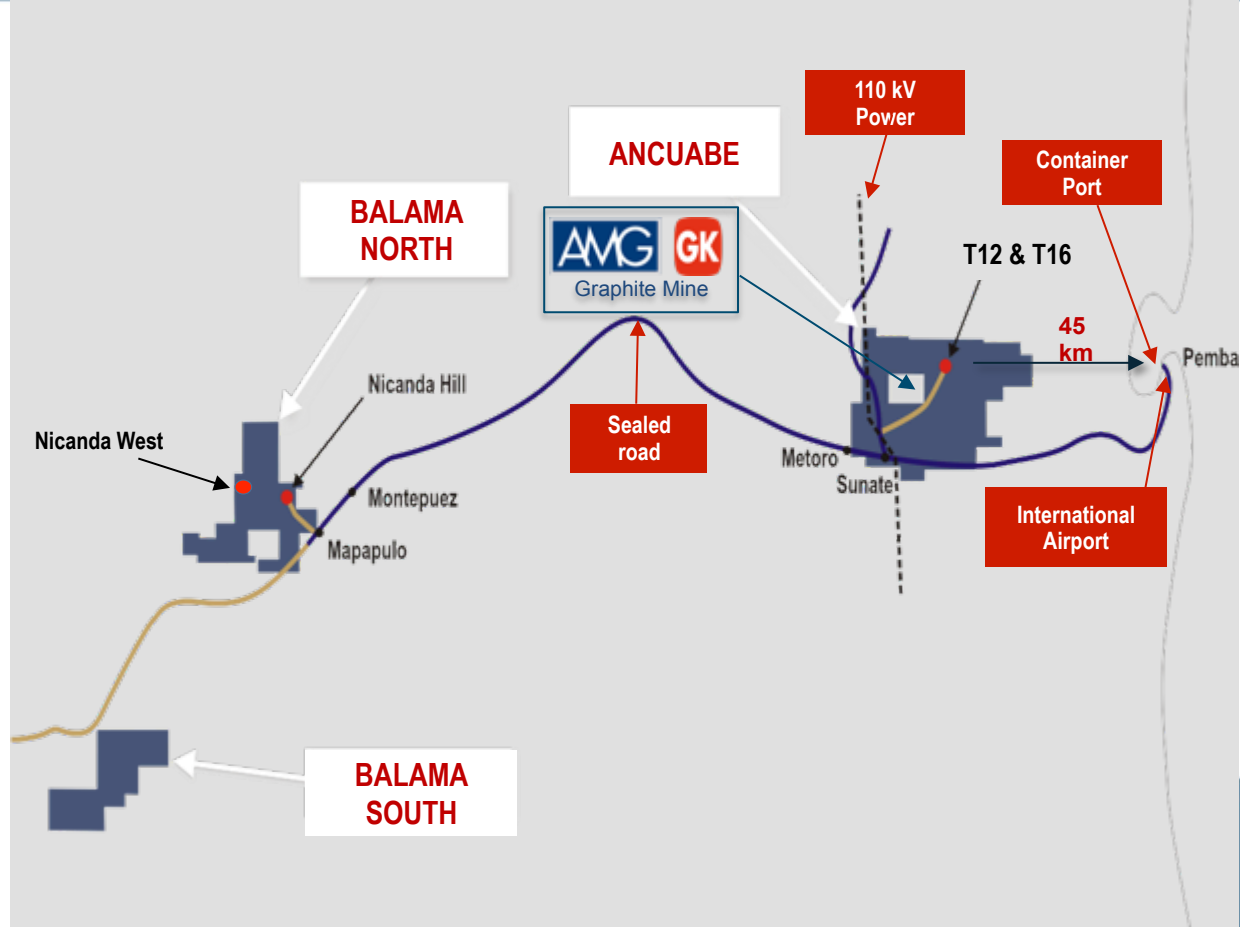 110 kV
Power
ANCUABE
Container
Port
BALAMA
NORTH
AMG GK
Graphite Mine
T12 & T16
45
km
Pemba
Nicanda Hill
Sealed
road
Nicanda West
Metoro
Sunate
Montepuez
International
Airport
Mapapulo
BALAMA
SOUTH